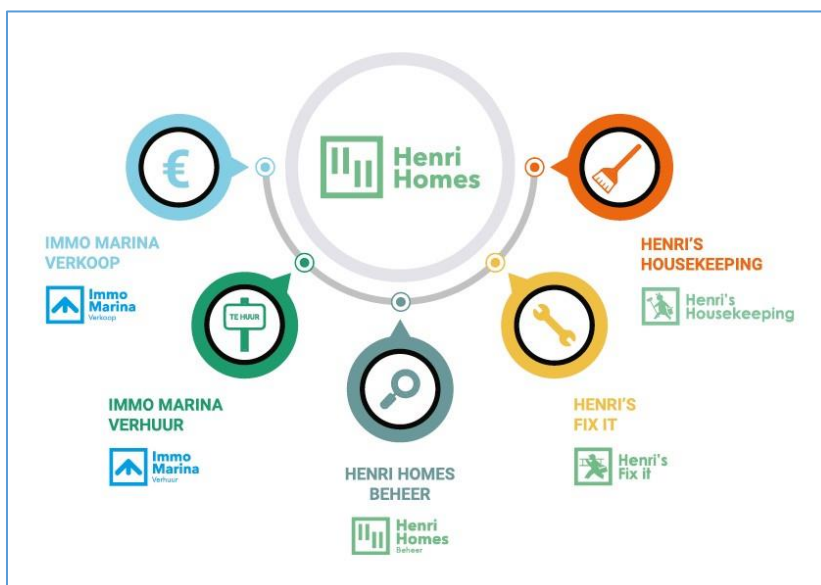 Henri
Homes
€
IMMO MARINA
VERKOOP
Immo
Marina
Verkoop
TE HUUR
IMMO MARINA
VERHUUR
Immo
Marina
Verhuur
HENRI HOMES
BEHEER
Henri
Homes
Beheer
HENRI'S
FIX IT
Henri's
Fix it
HENRI'S
HOUSEKEEPING
Henri's
Housekeeping